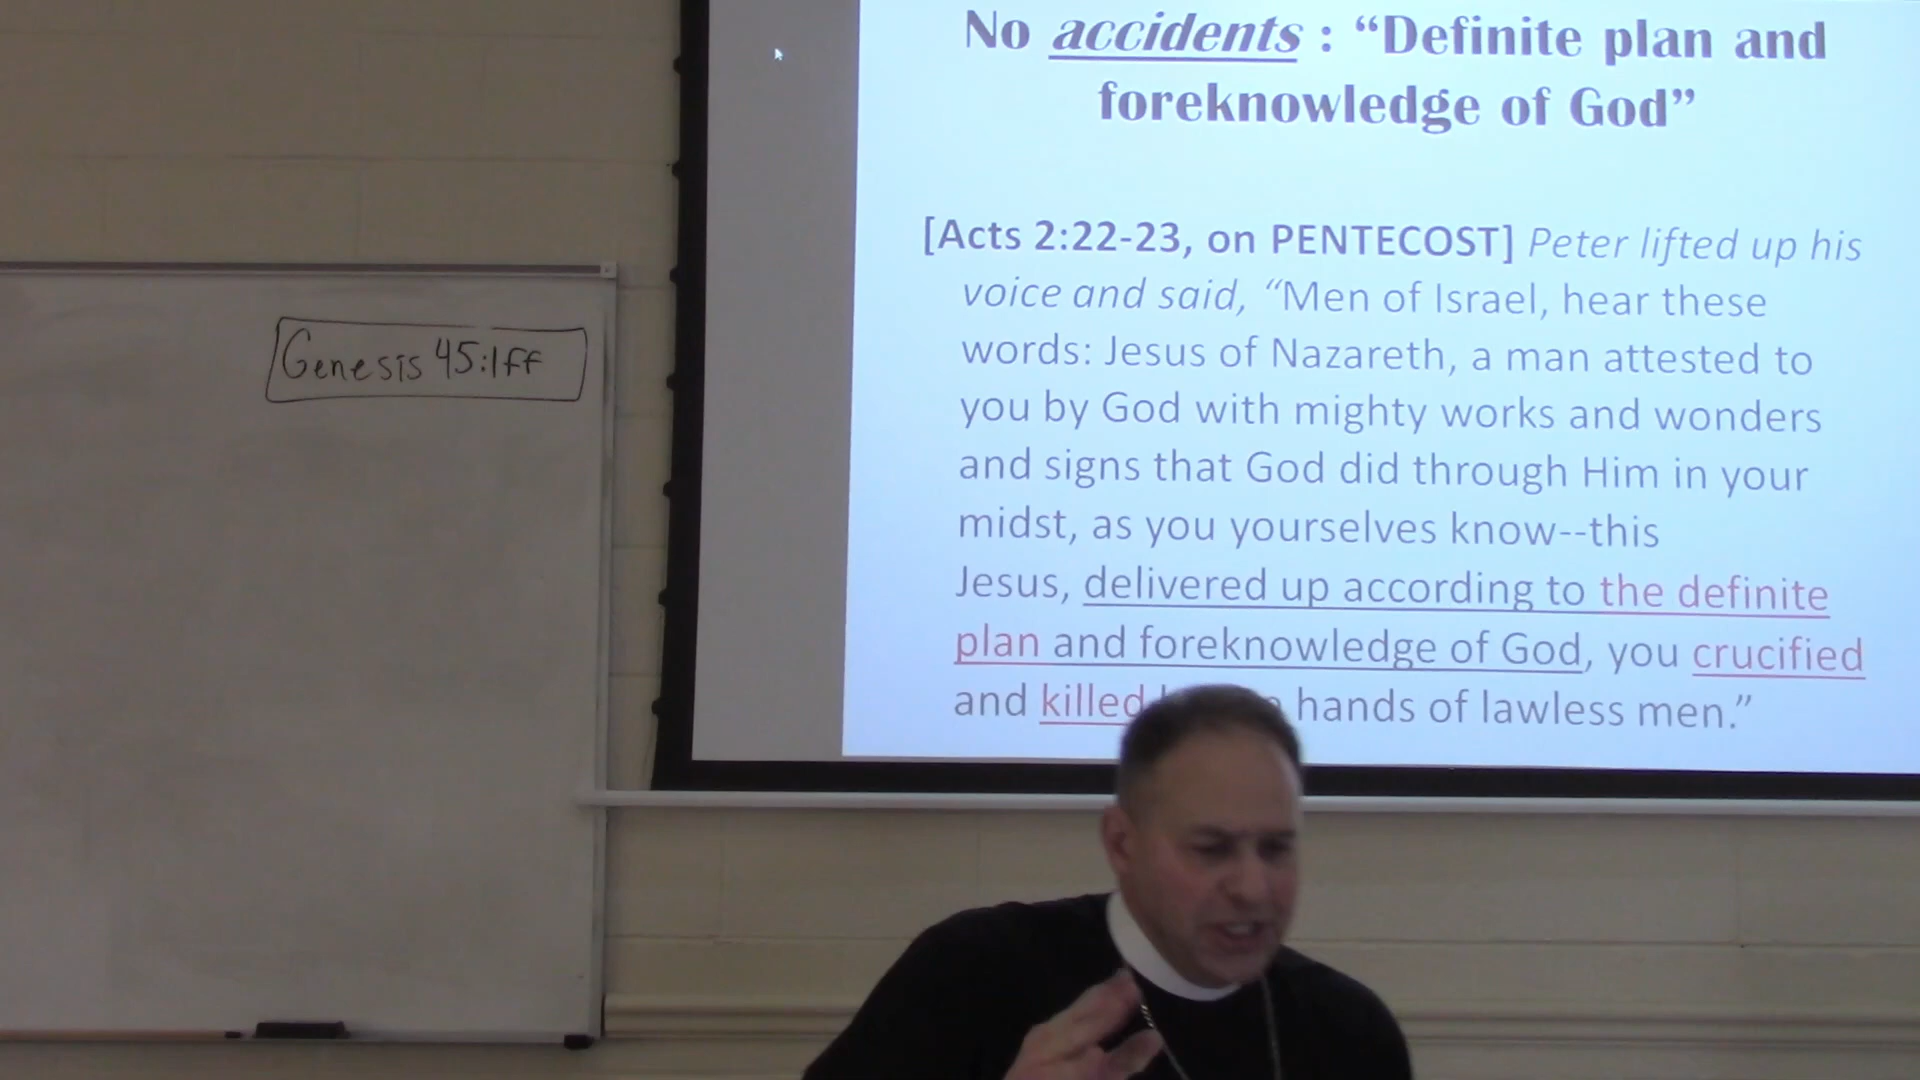 No accidents : “Definite plan and
foreknowledge of God”
[Acts 2:22-23, on PENTECOST] Peter lifted up his
voice and said, “Men of Israel, hear these
words: Jesus of Nazareth, a man attested to
you by God with mighty works and wonders
and signs that God did through Him in your
midst, as you yourselves know--this
Jesus, delivered up according to the definite
plan and foreknowledge of God, you crucified
and killed hands of lawless men.”
Genesis 45:1ff